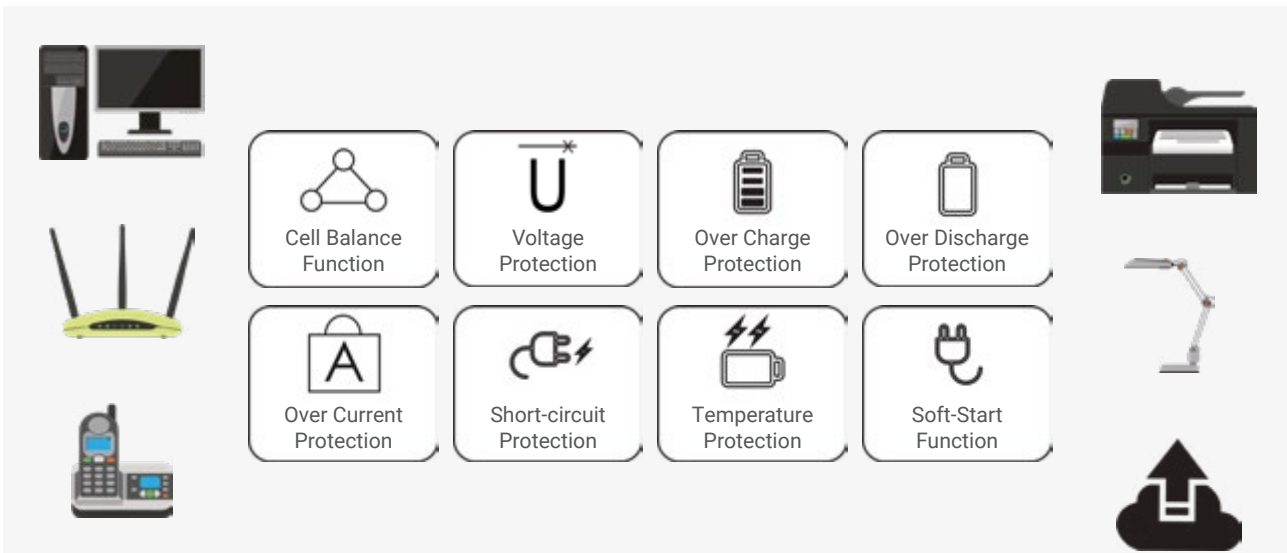 Cell Balance
Function
U
Voltage
Protection
Over Charge
Protection
Over Discharge
Protection
A
Over Current
Protection
Short-circuit
Protection
Temperature
Protection
Soft-Start
Function